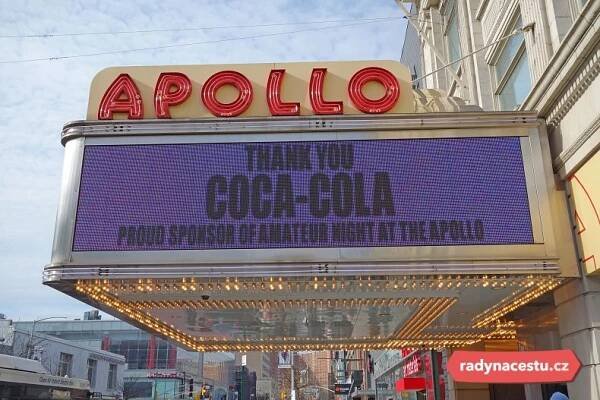 APOLLO
THANK YOU
COCA-COLA
PROUD SPONSOR OF AMATEUR NIGHT AT THE APOLLO
radynacestu.cz